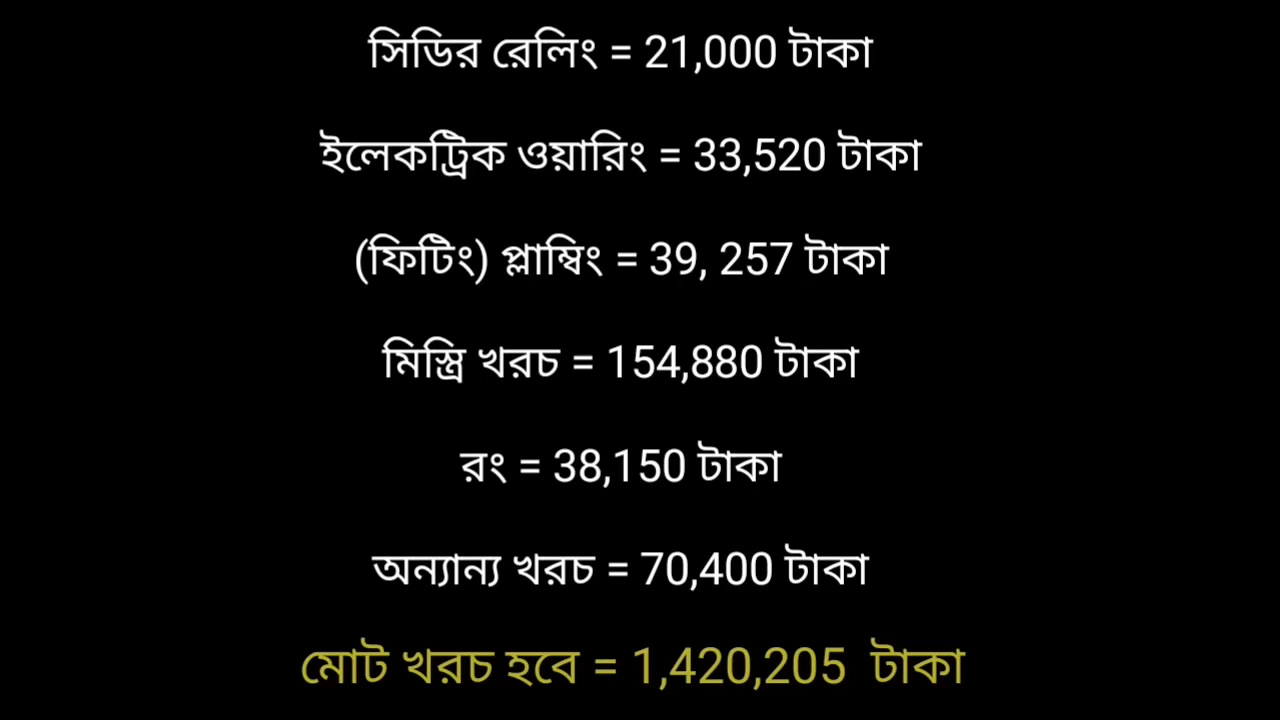 সিডির রেলিং = 21,000 টাকা
ইলেকট্রিক ওয়ারিং = 33,520 টাকা
(ফিটিং) প্লাম্বিং = 39, 257 টাকা
মিস্ত্রি খরচ = 154,880 টাকা
রং = 38,150 টাকা
অন্যান্য খরচ = 70,400 টাকা
মোট খরচ হবে = 1,420,205 টাকা